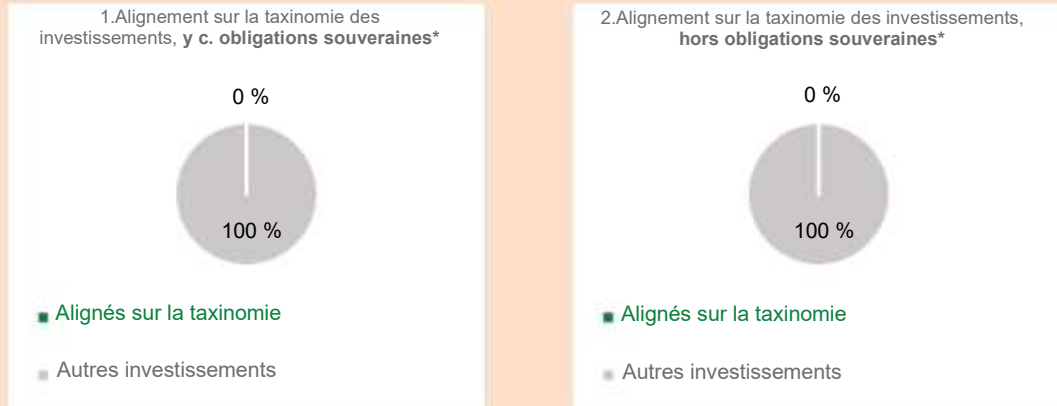 1.Alignement sur la taxinomie des
investissements, y c. obligations souveraines*
0 %
100 %
Alignés sur la taxinomie
Autres investissements
2.Alignement sur la taxinomie des investissements,
hors obligations souveraines*
0 %
100 %
Alignés sur la taxinomie
Autres investissements